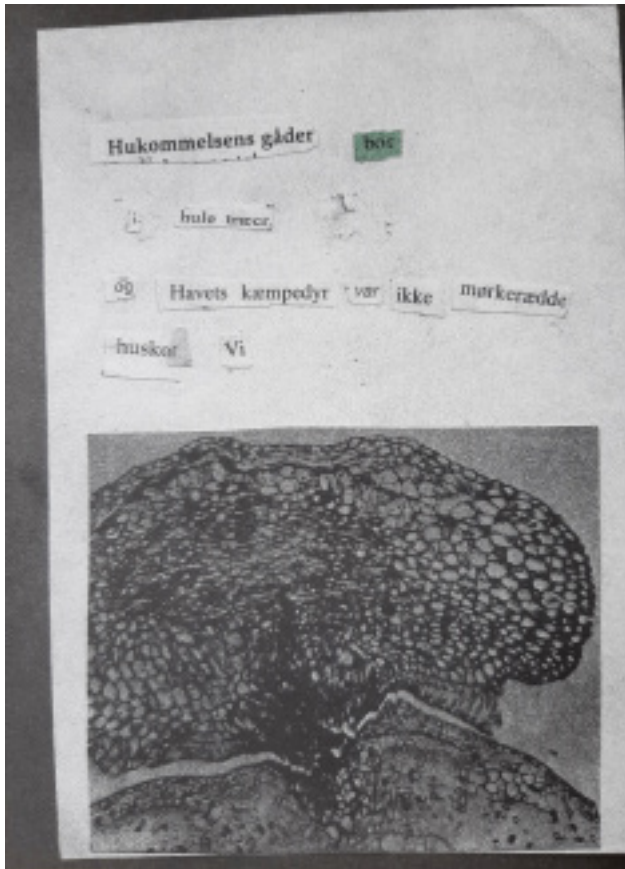 Hukommelsens gåder bor
i hule træer
og Havets kæmpedyr var ikke mørkerædde
husker Vi